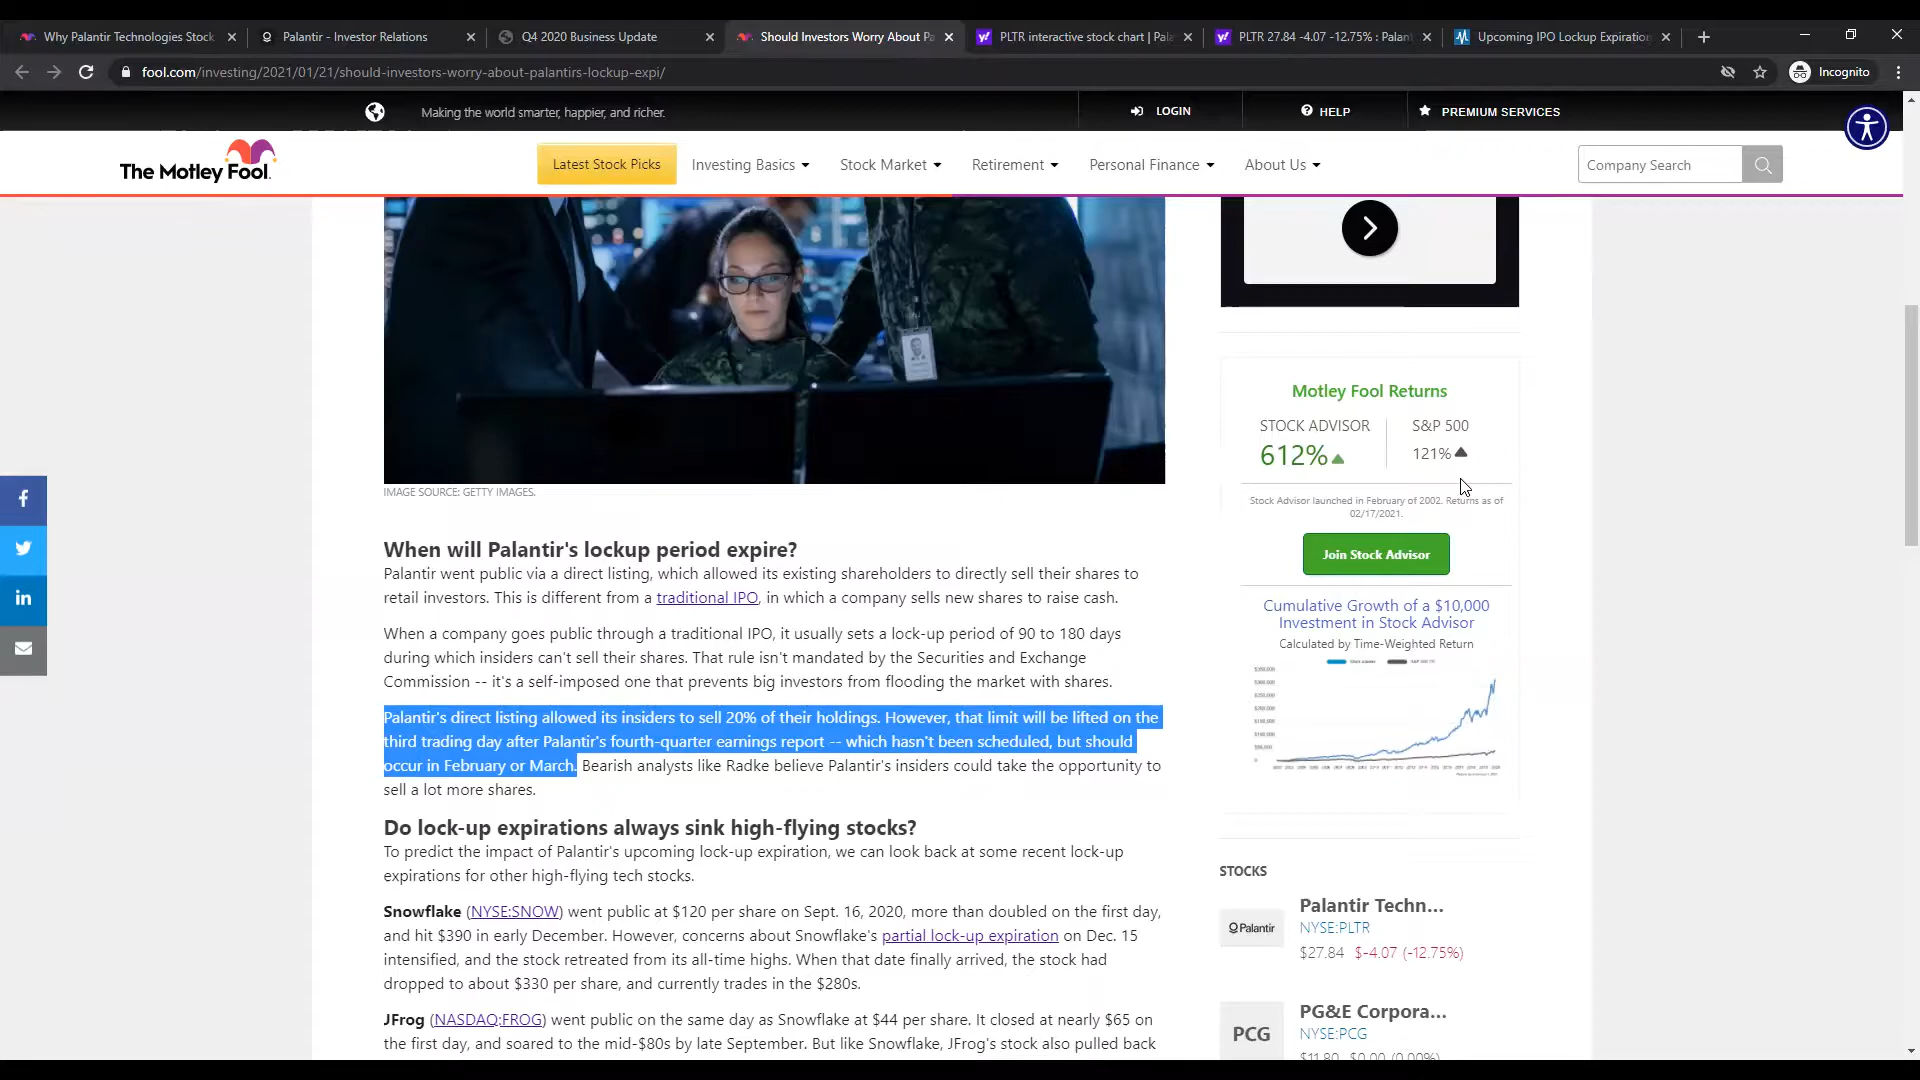 Why Palantir Technologies Stock
Palantir - Investor Relations
Q4 2020 Business Update
Should Investors Worry About Pa
PLTR interactive stock chart | Pala
PLTR 27.84 -4.07 -12.75% : Palant
Upcoming IPO Lockup Expiration
fool.com/investing/2021/01/21/should-investors-worry-about-palantirs-lockup-expi/
Incognito
Making the world smarter, happier, and richer.
LOGIN
HELP
PREMIUM SERVICES
The Motley Fool.
Latest Stock Picks
Investing Basics
Stock Market
Retirement
Personal Finance
About Us
Company Search
IMAGE SOURCE: GETTY IMAGES.
When will Palantir's lockup period expire?
Palantir went public via a direct listing, which allowed its existing shareholders to directly sell their shares to
retail investors. This is different from a traditional IPO, in which a company sells new shares to raise cash.
When a company goes public through a traditional IPO, it usually sets a lock-up period of 90 to 180 days
during which insiders can't sell their shares. That rule isn't mandated by the Securities and Exchange
Commission -- it's a self-imposed one that prevents big investors from flooding the market with shares.
Palantir's direct listing allowed its insiders to sell 20% of their holdings. However, that limit will be lifted on the
third trading day after Palantir's fourth-quarter earnings report -- which hasn't been scheduled, but should
occur in February or March. Bearish analysts like Radke believe Palantir's insiders could take the opportunity to
sell a lot more shares.
Do lock-up expirations always sink high-flying stocks?
To predict the impact of Palantir's upcoming lock-up expiration, we can look back at some recent lock-up
expirations for other high-flying tech stocks.
Snowflake (NYSE:SNOW) went public at $120 per share on Sept. 16, 2020, more than doubled on the first day,
and hit $390 in early December. However, concerns about Snowflake's partial lock-up expiration on Dec. 15
intensified, and the stock retreated from its all-time highs. When that date finally arrived, the stock had
dropped to about $330 per share, and currently trades in the $280s.
JFrog (NASDAQ:FROG) went public on the same day as Snowflake at $44 per share. It closed at nearly $65 on
the first day, and soared to the mid-$80s by late September. But like Snowflake, JFrog's stock also pulled back
Motley Fool Returns
STOCK ADVISOR
612%
S&P 500
121%
Stock Advisor launched in February of 2002. Returns as of
02/17/2021.
Join Stock Advisor
Cumulative Growth of a $10,000
Investment in Stock Advisor
Calculated by Time-Weighted Return
STOCKS
Palantir
Palantir Techn...
NYSE:PLTR
$27.84 $-4.07 (-12.75%)
PCG
PG&E Corpora...
NYSE:PCG
$11.80 $0.00 (0.00%)